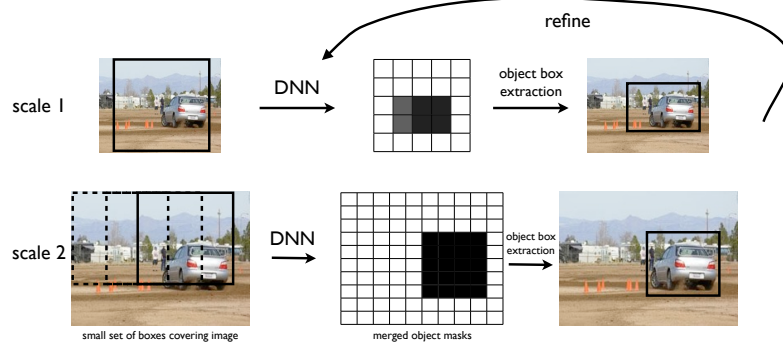 refine
scale 1
DNN
object box
extraction
scale 2
DNN
object box
extraction
small set of boxes covering image
merged object masks